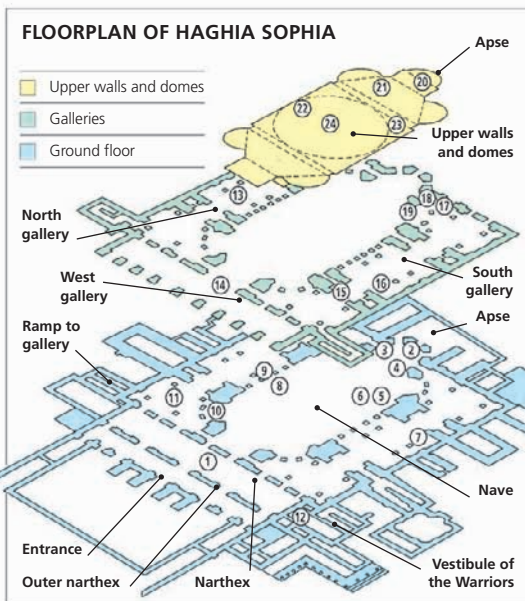 FLOORPLAN OF HAGHIA SOPHIA
Upper walls and domes
Galleries
Ground floor
Apse
20
21
22
24
23
Upper walls
and domes
13
18
17
19
North
gallery
14
West
gallery
15
16
South
gallery
Ramp to
gallery
Apse
3
2
9
4
8
11
6
5
10
7
1
Nave
12
Entrance
Outer narthex
Narthex
Vestibule of
the Warriors